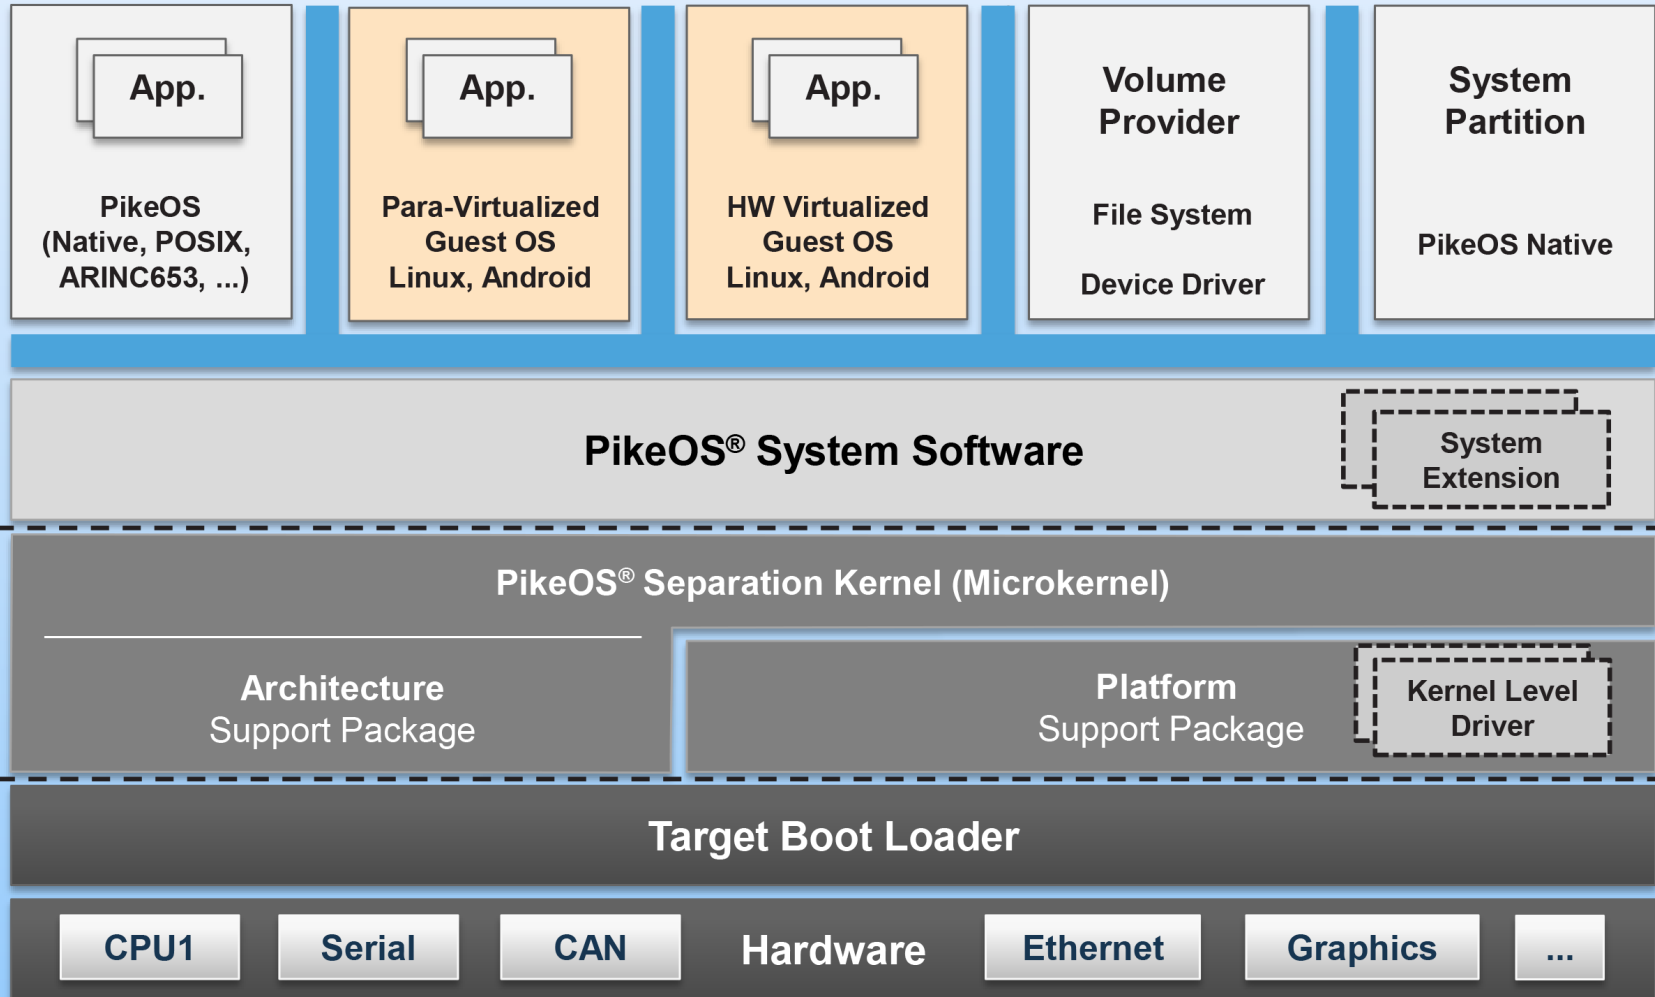 App.
PikeOS
(Native, POSIX,
ARINC653, ...)
App.
Para-Virtualized
Guest OS
Linux, Android
App.
HW Virtualized
Guest OS
Linux, Android
Volume
Provider
File System
Device Driver
System
Partition
PikeOS Native
PikeOS® System Software
System
Extension
PikeOS® Separation Kernel (Microkernel)
Architecture
Support Package
Platform
Support Package
Kernel Level
Driver
Target Boot Loader
CPU1
Serial
CAN
Hardware
Ethernet
Graphics
...